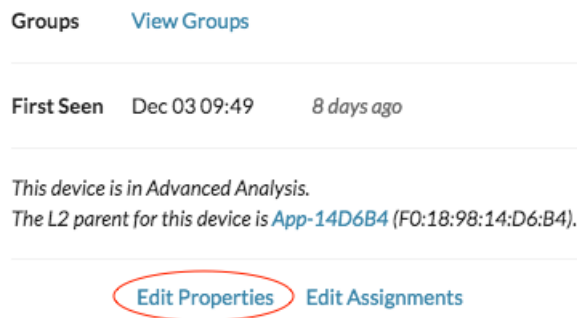 Groups View Groups
First Seen Dec 03 09:49 8 days ago
This device is in Advanced Analysis.
The L2 parent for this device is App-14D6B4 (F0:18:98:14:D6:B4).
Edit Properties Edit Assignments